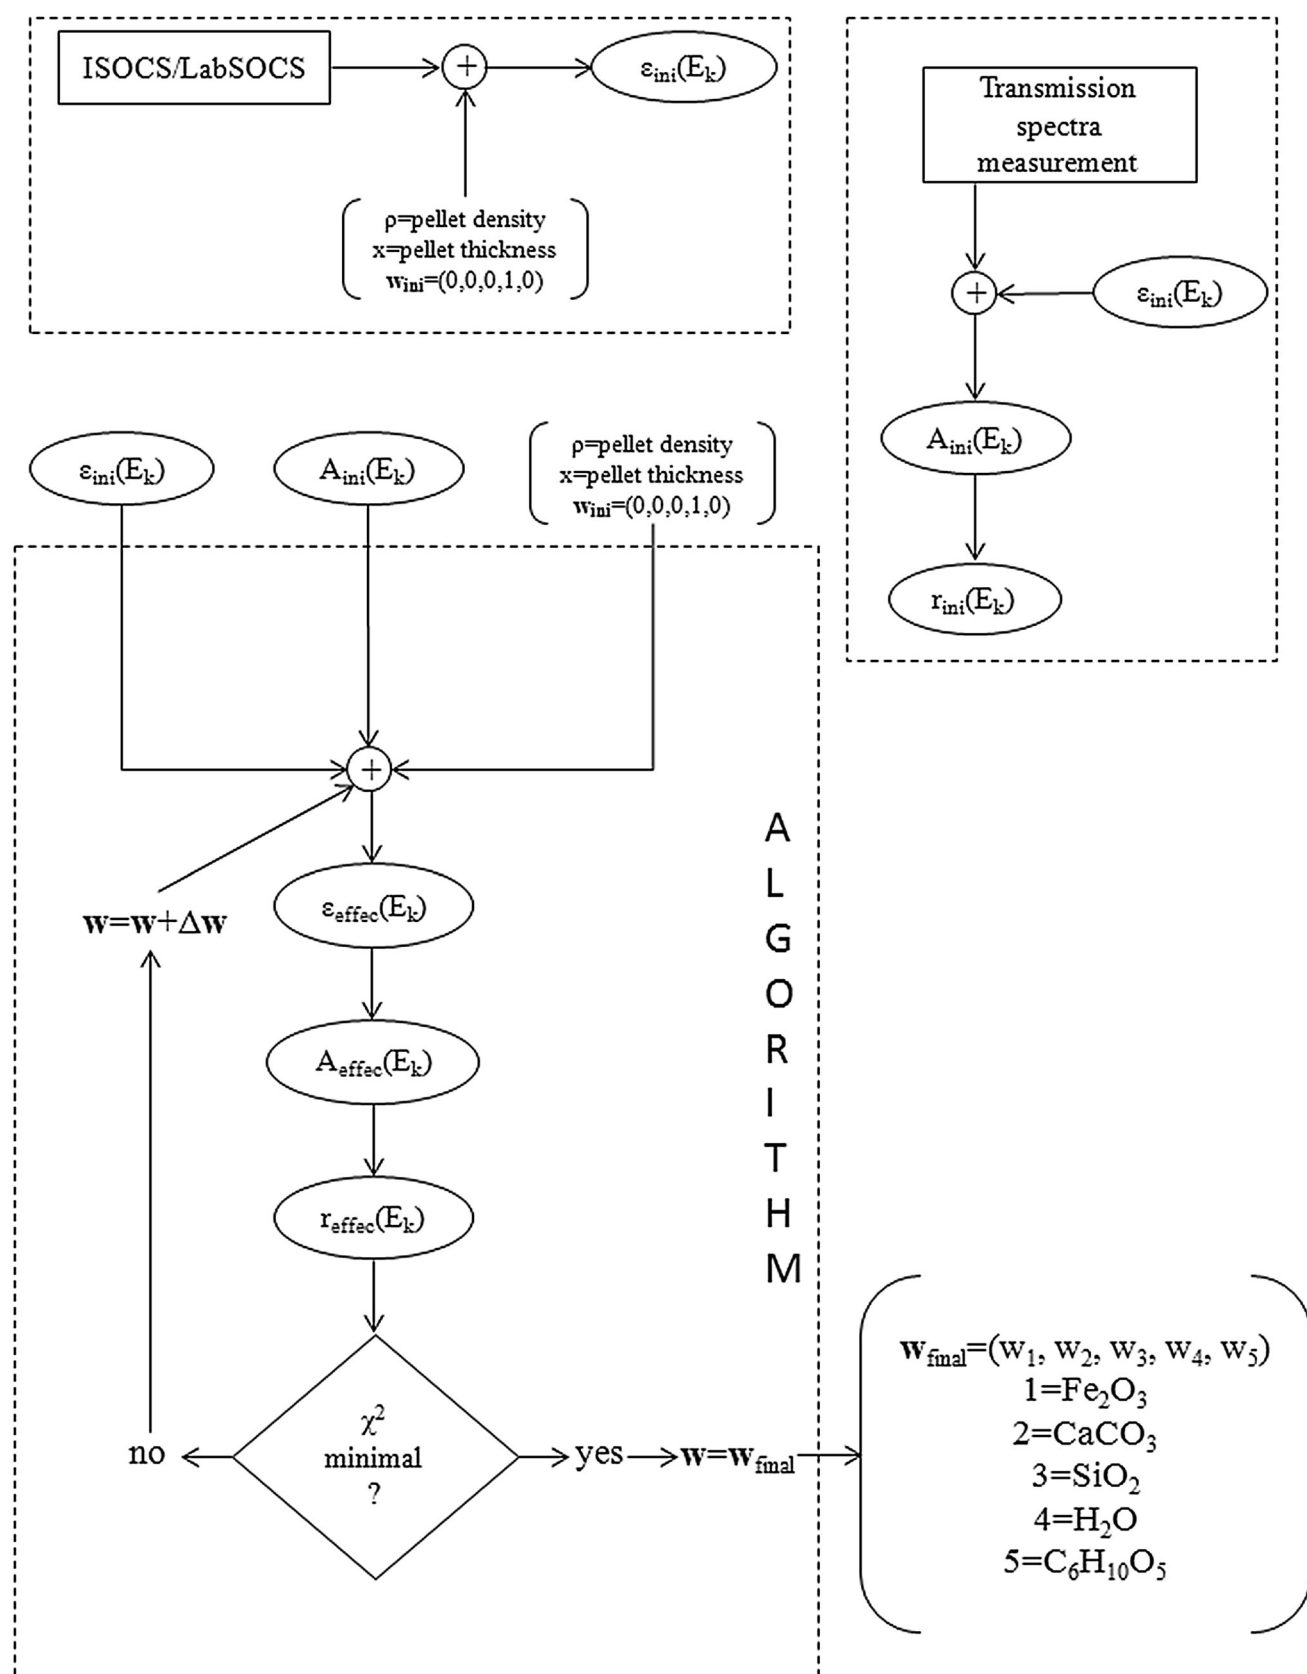 ISOCS/LabSOCS
+
εini(Ek)
ρ=pellet density
x=pellet thickness
wini=(0,0,0,1,0)
Transmission
spectra
measurement
+
εini(Ek)
Aini(Ek)
rini(Ek)
εini(Ek)
Aini(Ek)
ρ=pellet density
x=pellet thickness
wini=(0,0,0,1,0)
+
w=w+Δw
εeffec(Ek)
Aeffec(Ek)
reffec(Ek)
A
L
G
O
R
I
T
H
M
χ²
minimal
?
no
yes
w=wfinal
wfinal=(w₁, w₂, w₃, w₄, w₅)
1=Fe₂O₃
2=CaCO₃
3=SiO₂
4=H₂O
5=C₆H₁₀O₅